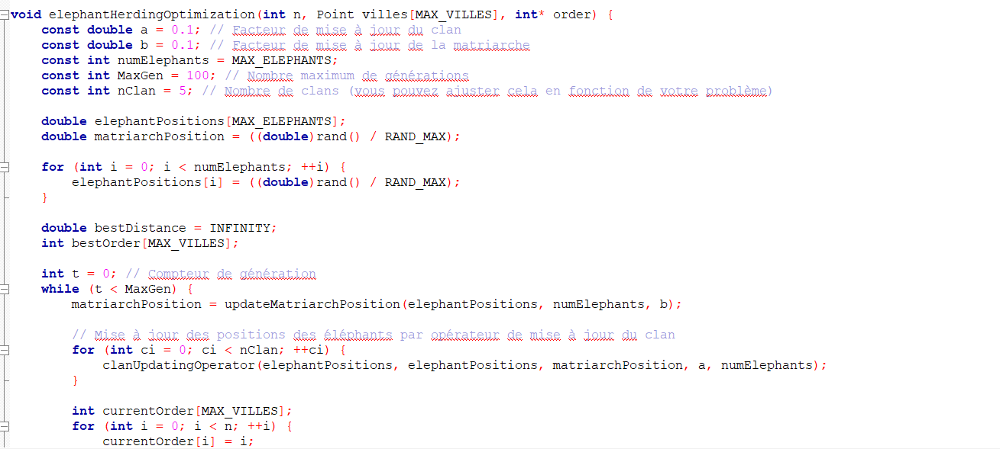 void elephantHerdingOptimization(int n, Point villes[MAX_VILLES], int* order) {
    const double a = 0.1; // Facteur de mise à jour du clan
    const double b = 0.1; // Facteur de mise à jour de la matriarche
    const int numElephants = MAX_ELEPHANTS;
    const int MaxGen = 100; // Nombre maximum de générations
    const int nClan = 5; // Nombre de clans (vous pouvez ajuster cela en fonction de votre problème)

    double elephantPositions[MAX_ELEPHANTS];
    double matriarchPosition = ((double)rand() / RAND_MAX);

    for (int i = 0; i < numElephants; ++i) {
        elephantPositions[i] = ((double)rand() / RAND_MAX);
    }

    double bestDistance = INFINITY;
    int bestOrder[MAX_VILLES];

    int t = 0; // Compteur de génération
    while (t < MaxGen) {
        matriarchPosition = updateMatriarchPosition(elephantPositions, numElephants, b);

        // Mise à jour des positions des éléphants par opérateur de mise à jour du clan
        for (int ci = 0; ci < nClan; ++ci) {
            clanUpdatingOperator(elephantPositions, elephantPositions, matriarchPosition, a, numElephants);
        }

        int currentOrder[MAX_VILLES];
        for (int i = 0; i < n; ++i) {
            currentOrder[i] = i;